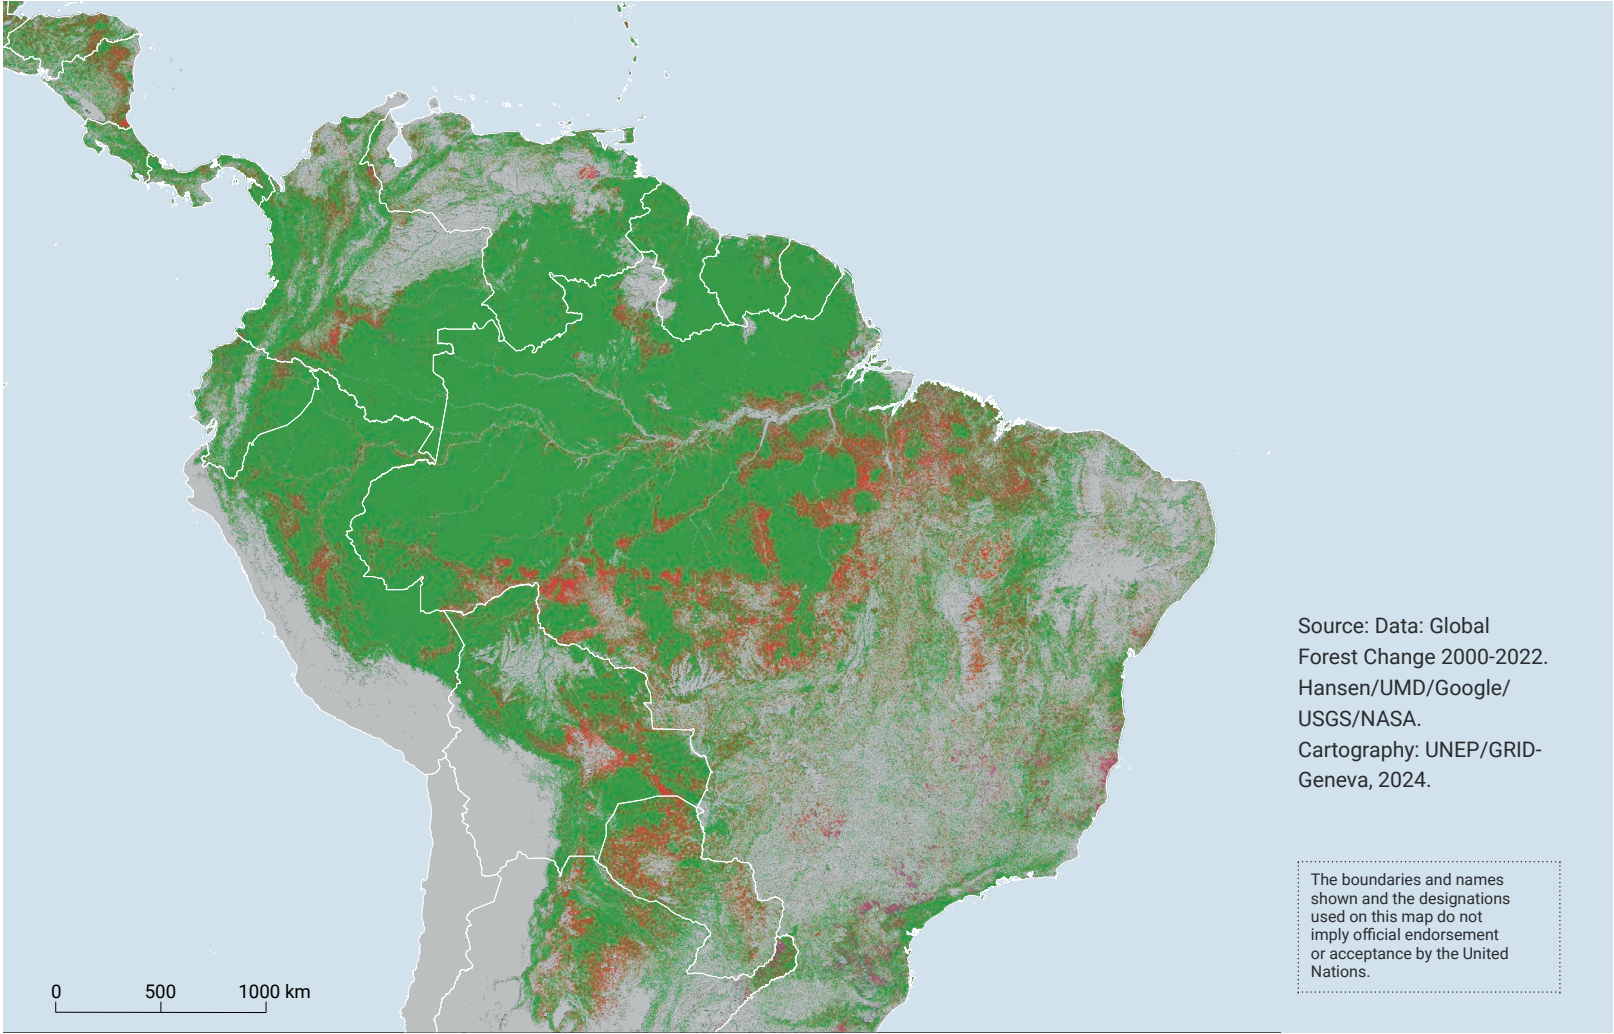 Source: Data: Global
Forest Change 2000-2022.
Hansen/UMD/Google/
USGS/NASA.
Cartography: UNEP/GRID-
Geneva, 2024.
The boundaries and names
shown and the designations
used on this map do not
imply official endorsement
or acceptance by the United
Nations.
0 500 1000 km